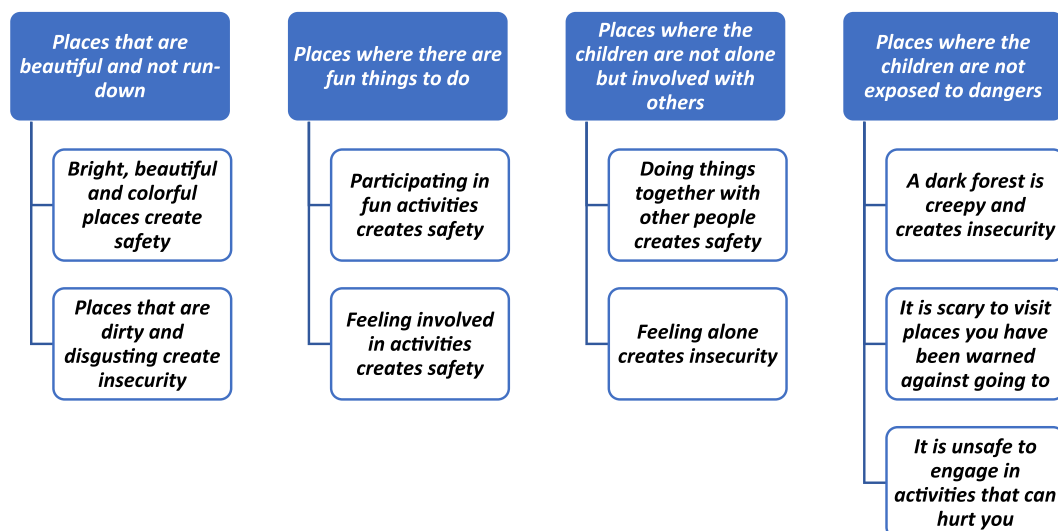 Places that are
beautiful and not run-
down
Bright, beautiful
and colorful
places create
safety
Places that are
dirty and
disgusting create
insecurity
Places where there are
fun things to do
Participating in
fun activities
creates safety
Feeling involved
in activities
creates safety
Places where the
children are not alone
but involved with
others
Doing things
together with
other people
creates safety
Feeling alone
creates insecurity
Places where the
children are not
exposed to dangers
A dark forest is
creepy and
creates insecurity
It is scary to visit
places you have
been warned
against going to
It is unsafe to
engage in
activities that can
hurt you